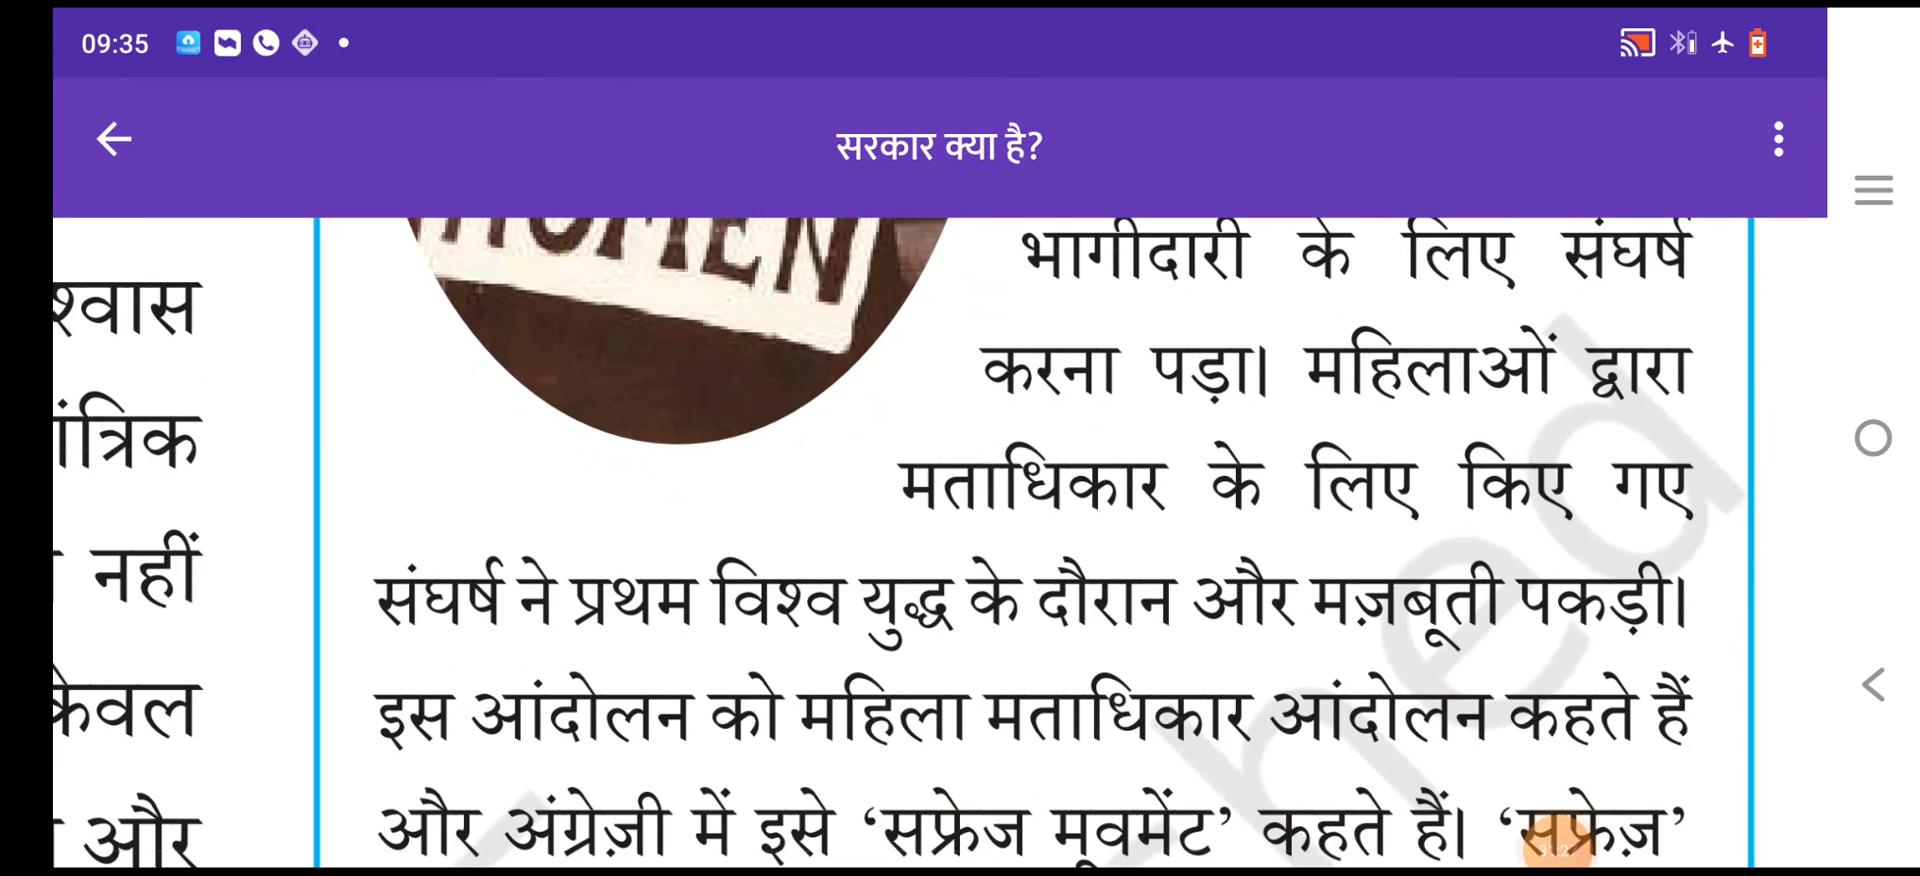 09:35
सरकार क्या है?
WOMEN
श्वास
नहीं
और
भागीदारी के लिए संघर्ष
करना पड़ा। महिलाओं द्वारा
मताधिकार के लिए किए गए
संघर्ष ने प्रथम विश्व युद्ध के दौरान और मज़बूती पकड़ी।
इस आंदोलन को महिला मताधिकार आंदोलन कहते हैं
और अंग्रेज़ी में इसे ‘सफ्रेज मूवमेंट’ कहते हैं। ‘सफ्रेज़’